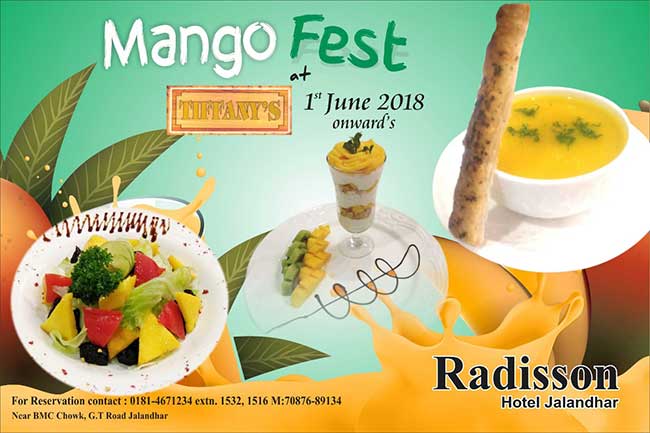 Mango Fest
at
TIFFANY'S
1st June 2018
onward's
Radisson
Hotel Jalandhar
For Reservation contact : 0181-4671234 extn. 1532, 1516 M:70876-89134
Near BMC Chowk, G.T Road Jalandhar